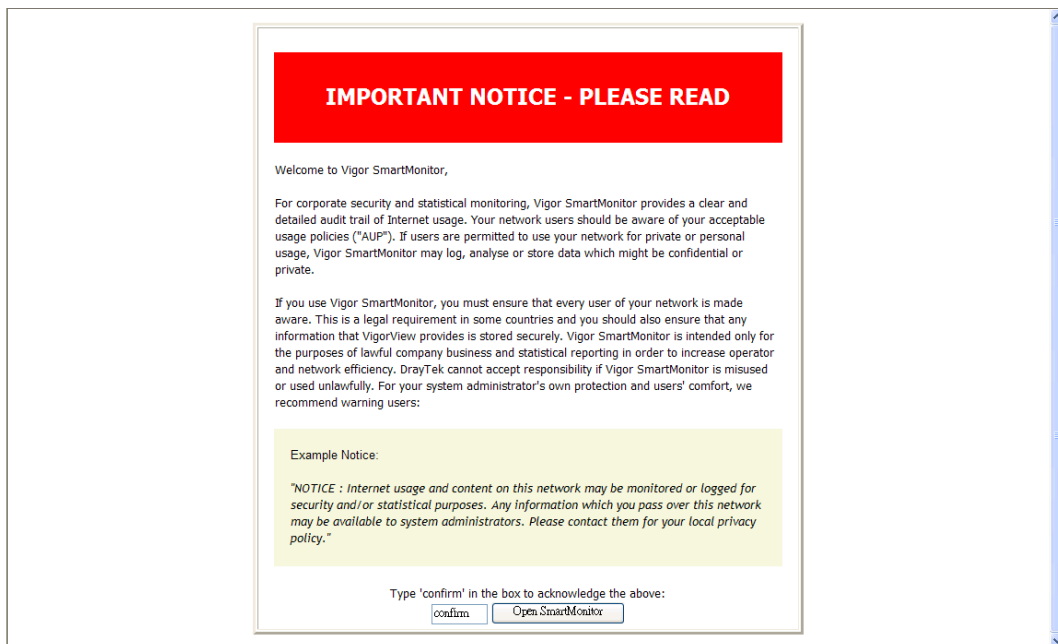 IMPORTANT NOTICE - PLEASE READ
Welcome to Vigor SmartMonitor,
For corporate security and statistical monitoring, Vigor SmartMonitor provides a clear and
detailed audit trail of Internet usage. Your network users should be aware of your acceptable
usage policies ("AUP"). If users are permitted to use your network for private or personal
usage, Vigor SmartMonitor may log, analyse or store data which might be confidential or
private.
If you use Vigor SmartMonitor, you must ensure that every user of your network is made
aware. This is a legal requirement in some countries and you should also ensure that any
information that VigorView provides is stored securely. Vigor SmartMonitor is intended only for
the purposes of lawful company business and statistical reporting in order to increase operator
and network efficiency. DrayTek cannot accept responsibility if Vigor SmartMonitor is misused
or used unlawfully. For your system administrator's own protection and users' comfort, we
recommend warning users:
Example Notice:
"NOTICE : Internet usage and content on this network may be monitored or logged for
security and/or statistical purposes. Any information which you pass over this network
may be available to system administrators. Please contact them for your local privacy
policy."
Type 'confirm' in the box to acknowledge the above:
confirm Open SmartMonitor